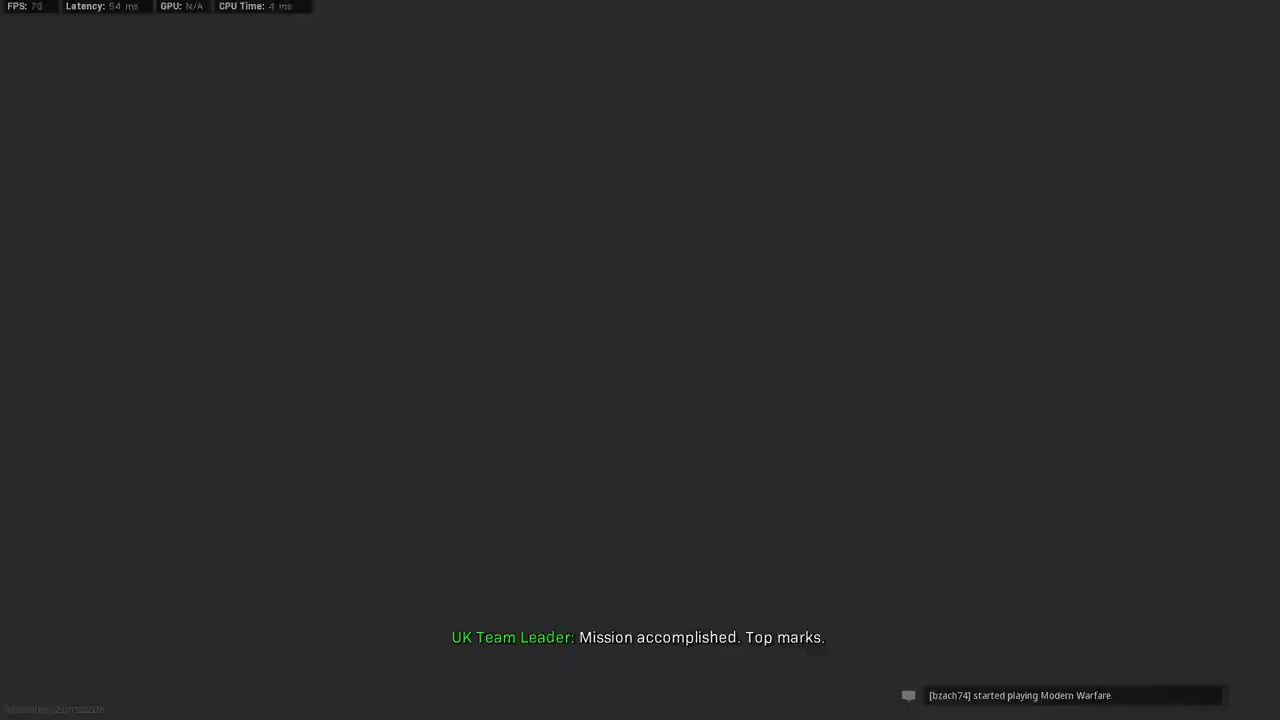 FPS: 70 Latency: 54 ms GPU: N/A CPU Time: 4 ms
UK Team Leader: Mission accomplished. Top marks.
[bzach74] started playing Modern Warfare.